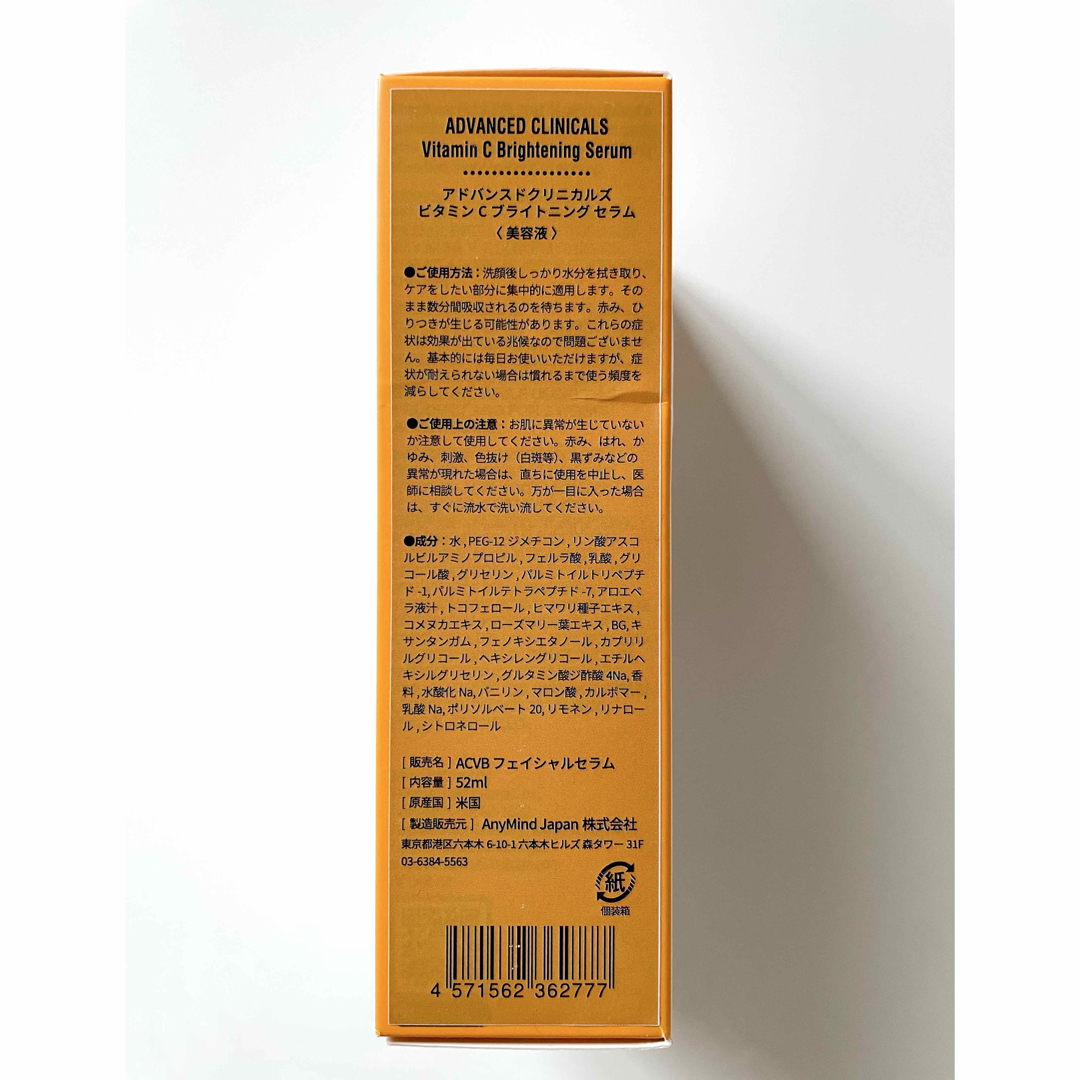 ADVANCED CLINICALS
Vitamin C Brightening Serum
アドバンスドクリニカルズ
ビタミン C ブライトニング セラム
〈 美容液 〉
●ご使用方法：洗顔後しっかり水分を拭き取り、
ケアをしたい部分に集中的に適用します。その
まま数分間吸収されるのを待ちます。赤み、ひ
りつきが生じる可能性があります。これらの症
状は効果が出ている兆候なので問題ございませ
ん。基本的には毎日お使いいただけますが、症
状が耐えられない場合は慣れるまで使う頻度を
減らしてください。
●ご使用上の注意：お肌に異常が生じていない
か注意して使用してください。赤み、はれ、か
ゆみ、刺激、色抜け（白斑等）、黒ずみなどの
異常が現れた場合は、直ちに使用を中止し、医
師に相談してください。万が一目に入った場合
は、すぐに流水で洗い流してください。
●成分：水 , PEG-12 ジメチコン , リン酸アスコ
ルビルアミノプロピル , フェルラ酸 , 乳酸 , グリ
コール酸 , グリセリン , パルミトイルトリペプチ
ド -1, パルミトイルテトラペプチド -7, アロエベ
ラ液汁 , トコフェロール , ヒマワリ種子エキス ,
コメヌカエキス , ローズマリー葉エキス , BG, キ
サンタンガム , フェノキシエタノール , カプリリ
ルグリコール , ヘキシレングリコール , エチルヘ
キシルグリセリン , グルタミン酸ジ酢酸 4Na, 香
料 , 水酸化 Na, バニリン , マロン酸 , カルボマー ,
乳酸 Na, ポリソルベート 20, リモネン , リナロー
ル , シトロネロール
[ 販売名 ] ACVB フェイシャルセラム
[ 内容量 ] 52ml
[ 原産国 ] 米国
[ 製造販売元 ] AnyMind Japan 株式会社
東京都港区六本木 6-10-1 六本木ヒルズ 森タワー 31F
03-6384-5563
紙
個装箱
4 571562 362777